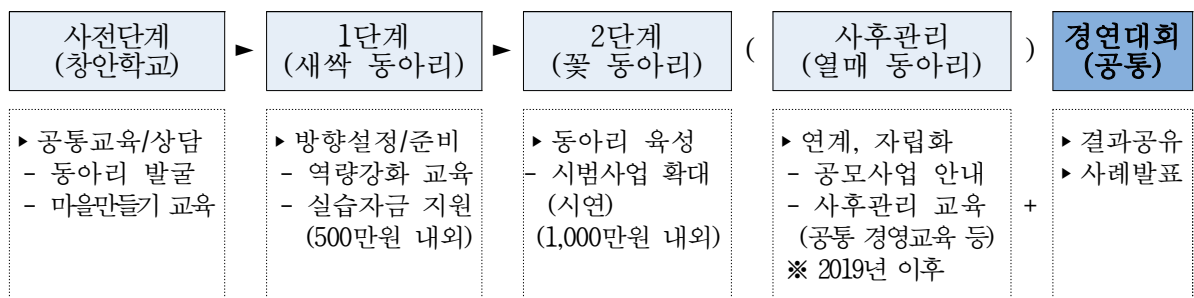 사전단계
(창안학교)
►
1단계
(새싹 동아리)
►
2단계
(꽃 동아리)
(
사후관리
(열매 동아리)
)
경연대회
(공통)
▸ 공통교육/상담
- 동아리 발굴
- 마을만들기 교육
▸ 방향설정/준비
- 역량강화 교육
- 실습자금 지원
(500만원 내외)
▸ 동아리 육성
- 시범사업 확대
(시연)
(1,000만원 내외)
▸ 연계, 자립화
- 공모사업 안내
- 사후관리 교육
(공통 경영교육 등)
※ 2019년 이후
+
▸ 결과공유
▸ 사례발표